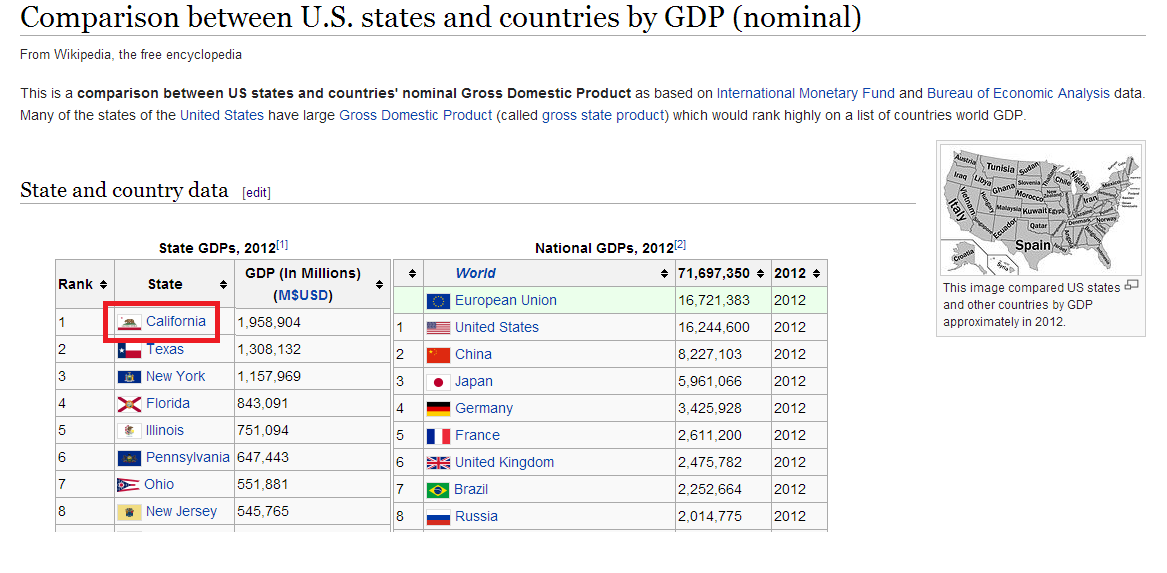 Comparison between U.S. states and countries by GDP (nominal)
From Wikipedia, the free encyclopedia
This is a comparison between US states and countries' nominal Gross Domestic Product as based on International Monetary Fund and Bureau of Economic Analysis data.
Many of the states of the United States have large Gross Domestic Product (called gross state product) which would rank highly on a list of countries world GDP.
State and country data [edit]
State GDPs, 2012[1]
Rank State GDP (In Millions) (M$USD)
1 California 1,958,904
2 Texas 1,308,132
3 New York 1,157,969
4 Florida 843,091
5 Illinois 751,094
6 Pennsylvania 647,443
7 Ohio 551,881
8 New Jersey 545,765
National GDPs, 2012[2]
World 71,697,350 2012
European Union 16,721,383 2012
1 United States 16,244,600 2012
2 China 8,227,103 2012
3 Japan 5,961,066 2012
4 Germany 3,425,928 2012
5 France 2,611,200 2012
6 United Kingdom 2,475,782 2012
7 Brazil 2,252,664 2012
8 Russia 2,014,775 2012
Austria
Tunisia
Sudan
Iraq
Libya
Ghana
Slovenia
Chile
Nigeria
Mexico
Morocco
New Zealand
Iran
Vietnam
Hungary
Italy
Malaysia
Kuwait
Egypt
Ukraine
Denmark
Norway
Singapore
Ecuador
Qatar
Spain
Belgium
Croatia
Syria
This image compared US states
and other countries by GDP
approximately in 2012.